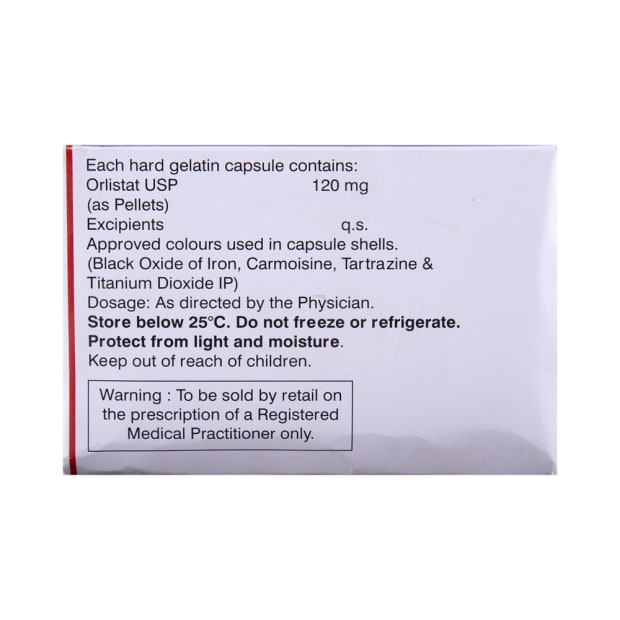 Each hard gelatin capsule contains:
Orlistat USP 120 mg
(as Pellets)
Excipients q.s.
Approved colours used in capsule shells.
(Black Oxide of Iron, Carmoisine, Tartrazine &
Titanium Dioxide IP)
Dosage: As directed by the Physician.
Store below 25°C. Do not freeze or refrigerate.
Protect from light and moisture.
Keep out of reach of children.
Warning : To be sold by retail on
the prescription of a Registered
Medical Practitioner only.